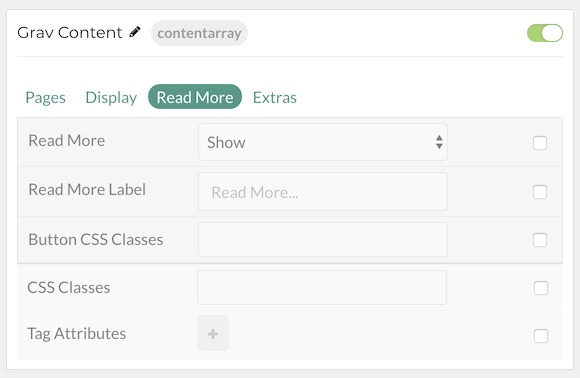 Grav Content contentarray
Pages Display Read More Extras
Read More Show
Read More Label Read More...
Button CSS Classes
CSS Classes
Tag Attributes +